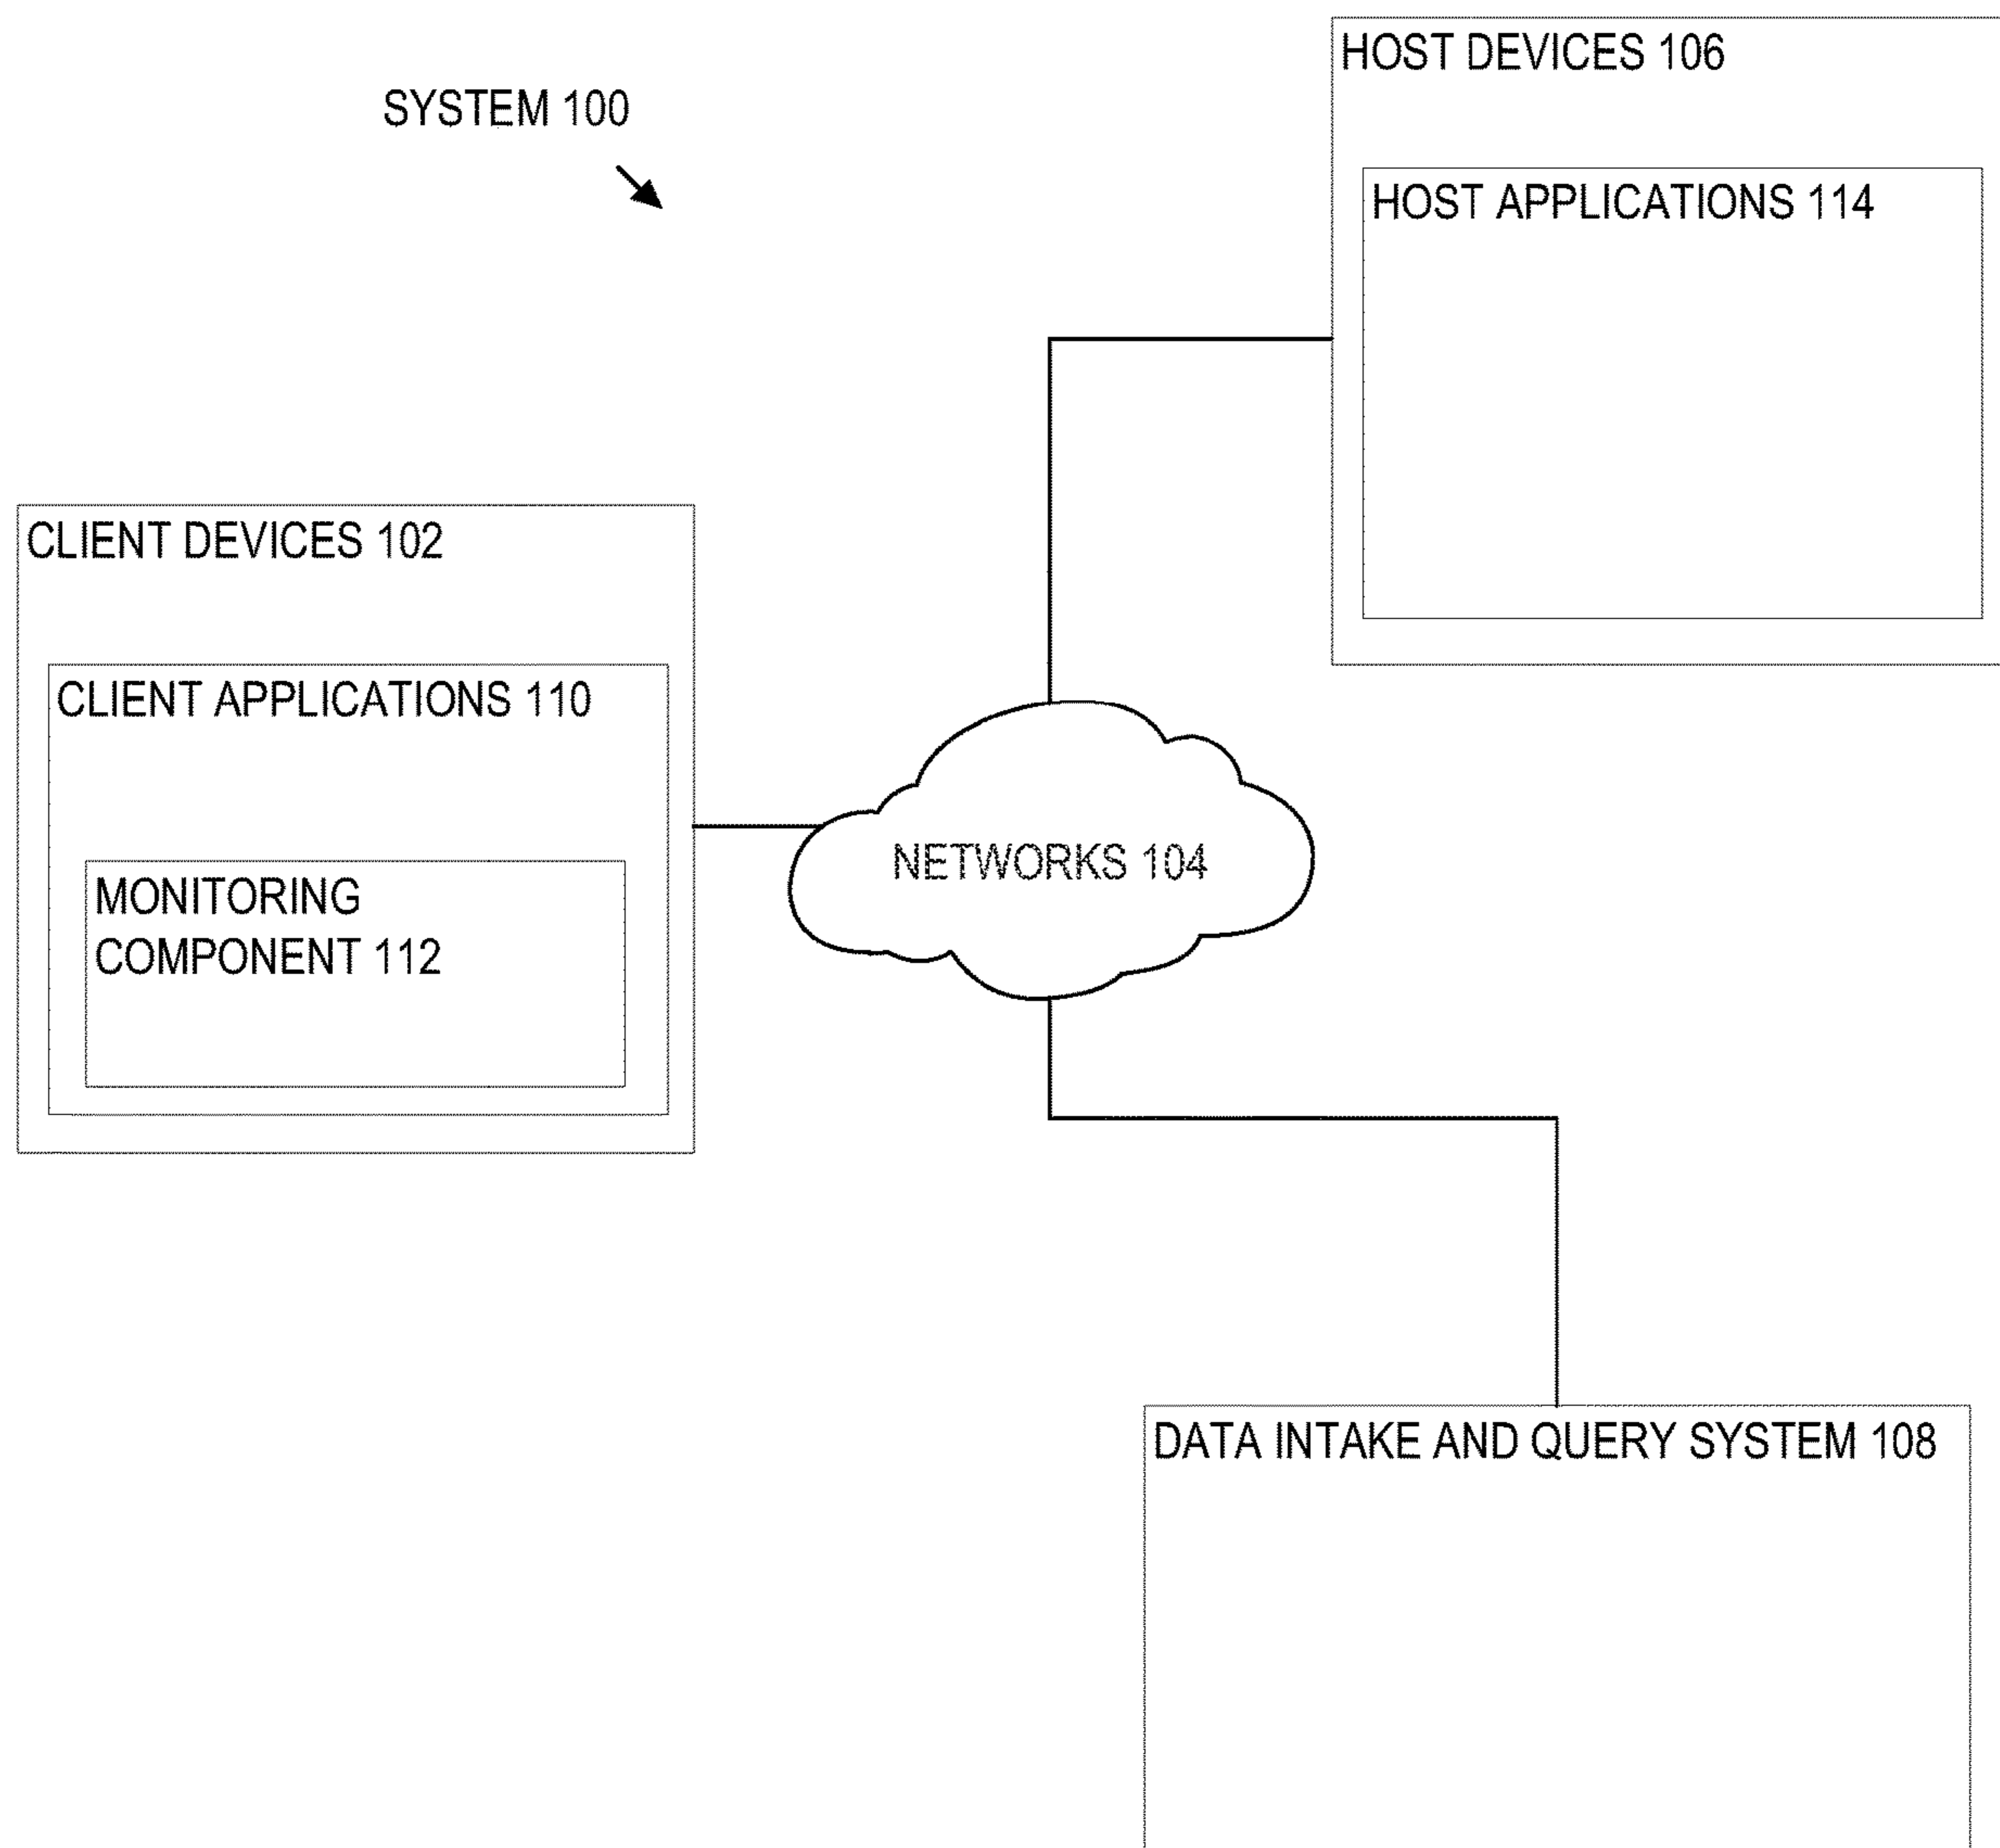 SYSTEM 100
HOST DEVICES 106
HOST APPLICATIONS 114
CLIENT DEVICES 102
CLIENT APPLICATIONS 110
MONITORING
COMPONENT 112
NETWORKS 104
DATA INTAKE AND QUERY SYSTEM 108